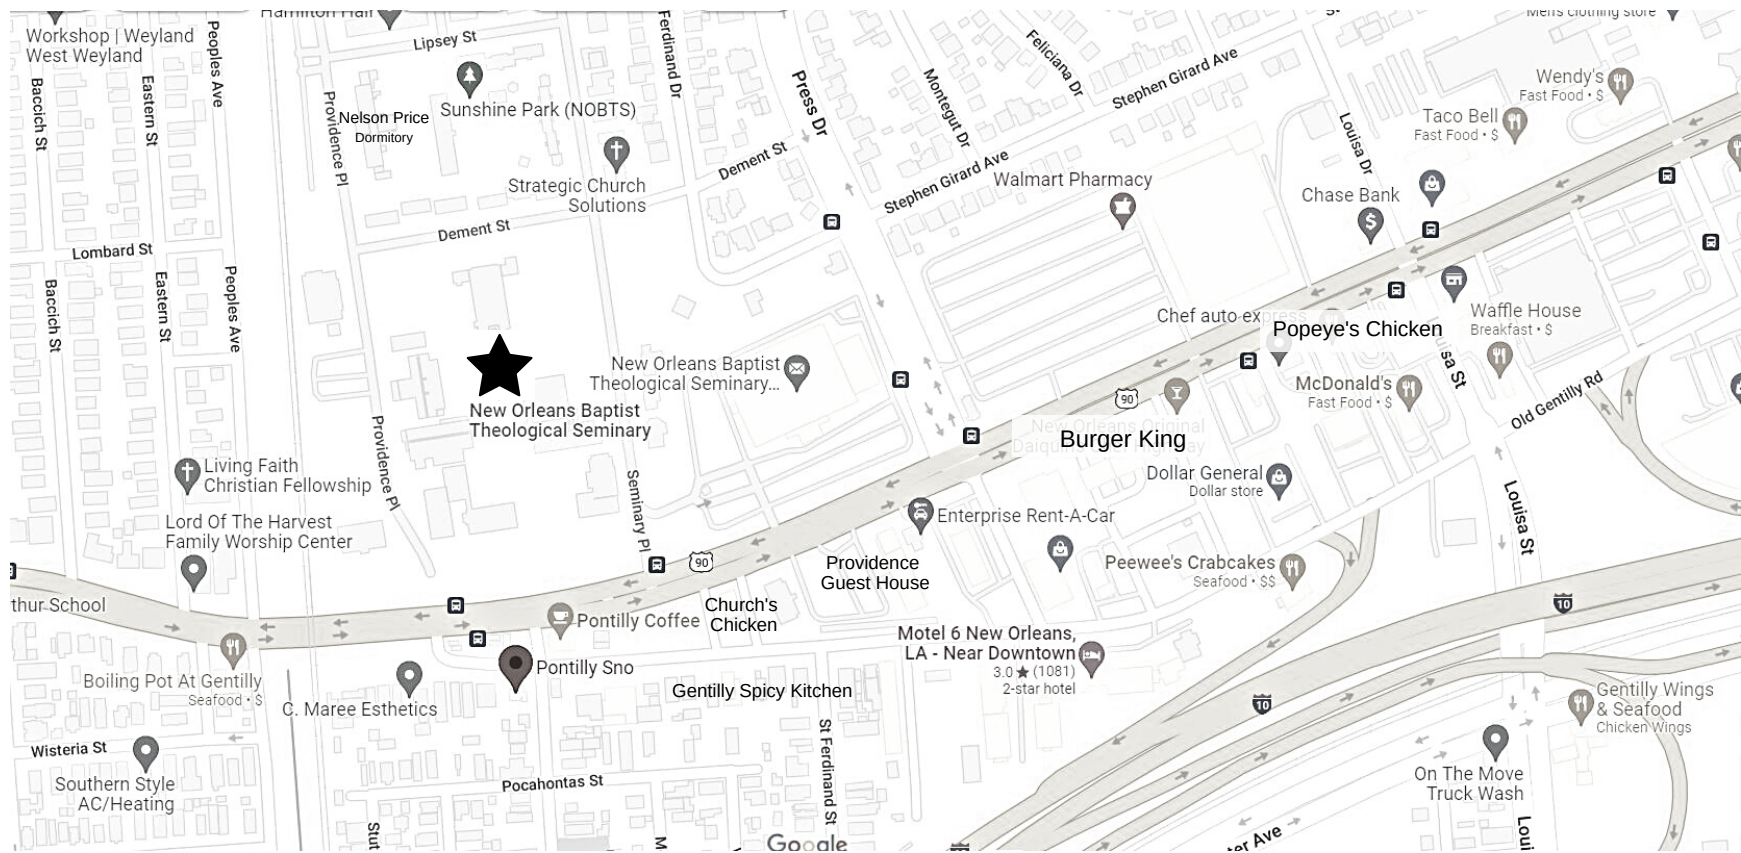 Hamilton Hall
Men's clothing store
Workshop | Weyland
West Weyland
Peoples Ave
Lipsey St
Ferdinand Dr
Feliciana Dr
Stephen Girard Ave
Wendy's
Fast Food • $
Baccich St
Eastern St
Providence Pl
Nelson Price
Dormitory
Sunshine Park (NOBTS)
Press Dr
Montegut Dr
Louisa Dr
Taco Bell
Fast Food • $
Strategic Church
Solutions
Dement St
Stephen Girard Ave
Walmart Pharmacy
Chase Bank
Dement St
Lombard St
Baccich St
Eastern St
Peoples Ave
Chef auto express
Popeye's Chicken
Waffle House
Breakfast • $
New Orleans Baptist
Theological Seminary...
New Orleans Baptist
Theological Seminary
90
McDonald's
Fast Food • $
Old Gentilly Rd
New Orleans Original
Burger King
Providence Pl
Living Faith
Christian Fellowship
Seminary Pl
Dollar General
Dollar store
Louisa St
Lord Of The Harvest
Family Worship Center
Enterprise Rent-A-Car
90
Providence
Guest House
Peewee's Crabcakes
Seafood • $$
thur School
Pontilly Coffee
Church's
Chicken
10
Motel 6 New Orleans,
LA - Near Downtown
3.0 ★ (1081)
2-star hotel
Pontilly Sno
Boiling Pot At Gentilly
Seafood • $
C. Maree Esthetics
Gentilly Spicy Kitchen
10
Gentilly Wings
& Seafood
Chicken Wings
Wisteria St
St Ferdinand St
Southern Style
AC/Heating
Pocahontas St
On The Move
Truck Wash
Stut
M
Google
10
ter Ave
Loui